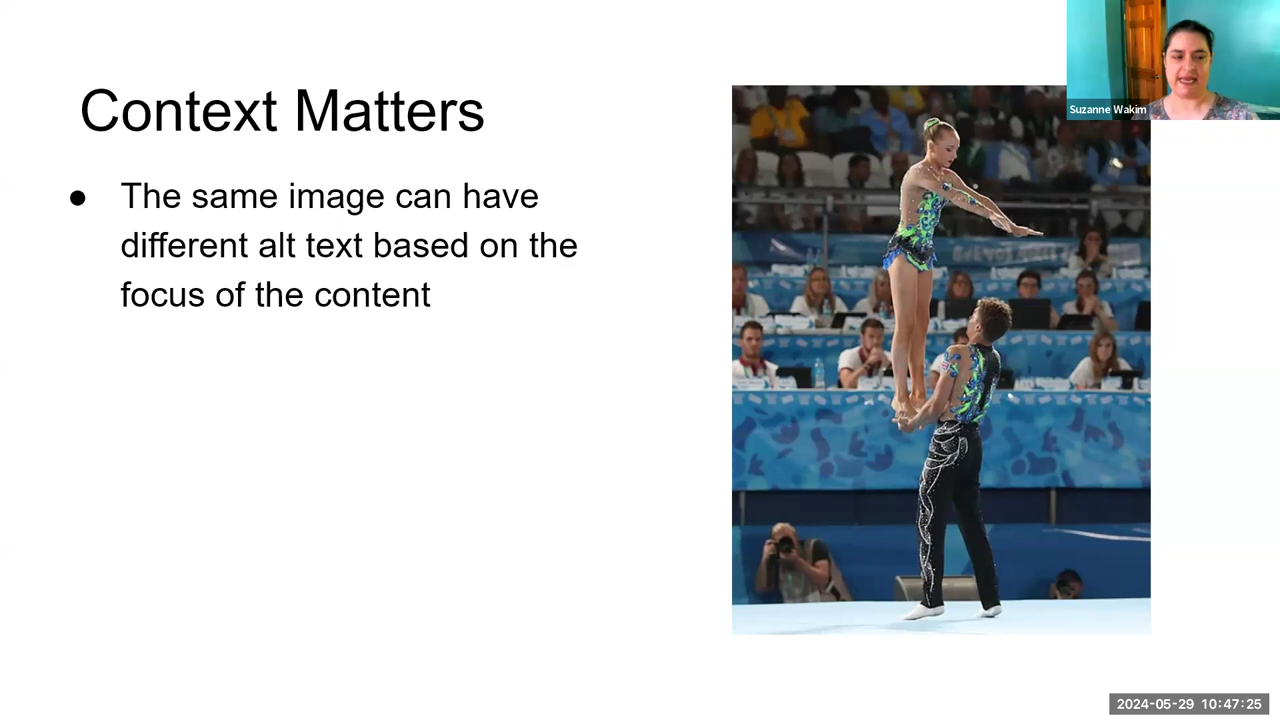 Context Matters
● The same image can have
different alt text based on the
focus of the content
Suzanne Wakim
2024-05-29 10:47:25